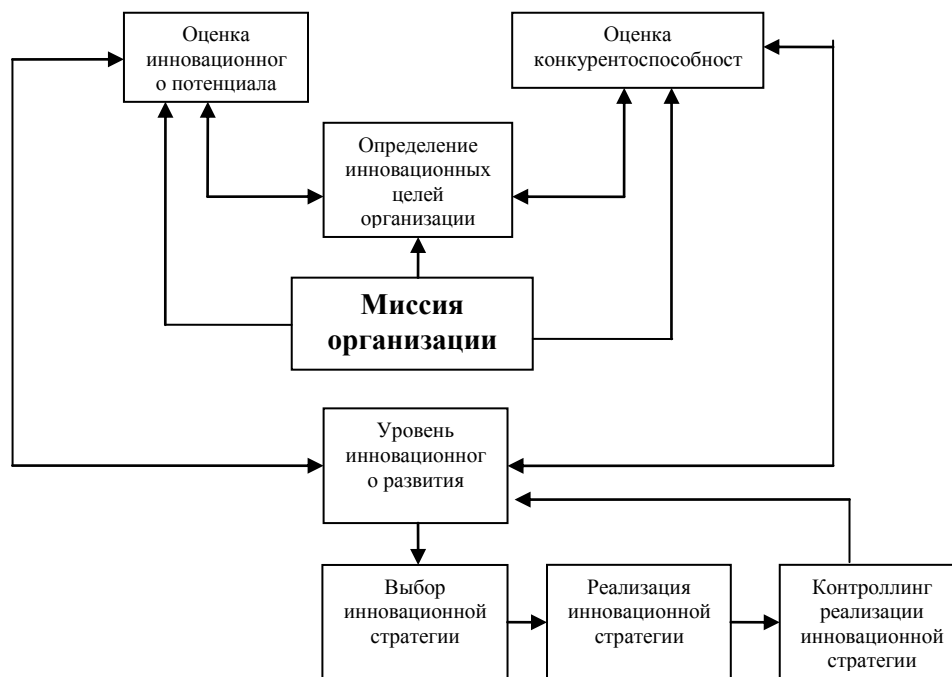 Оценка
инновационног
о потенциала
Оценка
конкурентоспособност
Определение
инновационных
целей
организации
Миссия
организации
Уровень
инновационног
о развития
Выбор
инновационной
стратегии
Реализация
инновационной
стратегии
Контроллинг
реализации
инновационной
стратегии